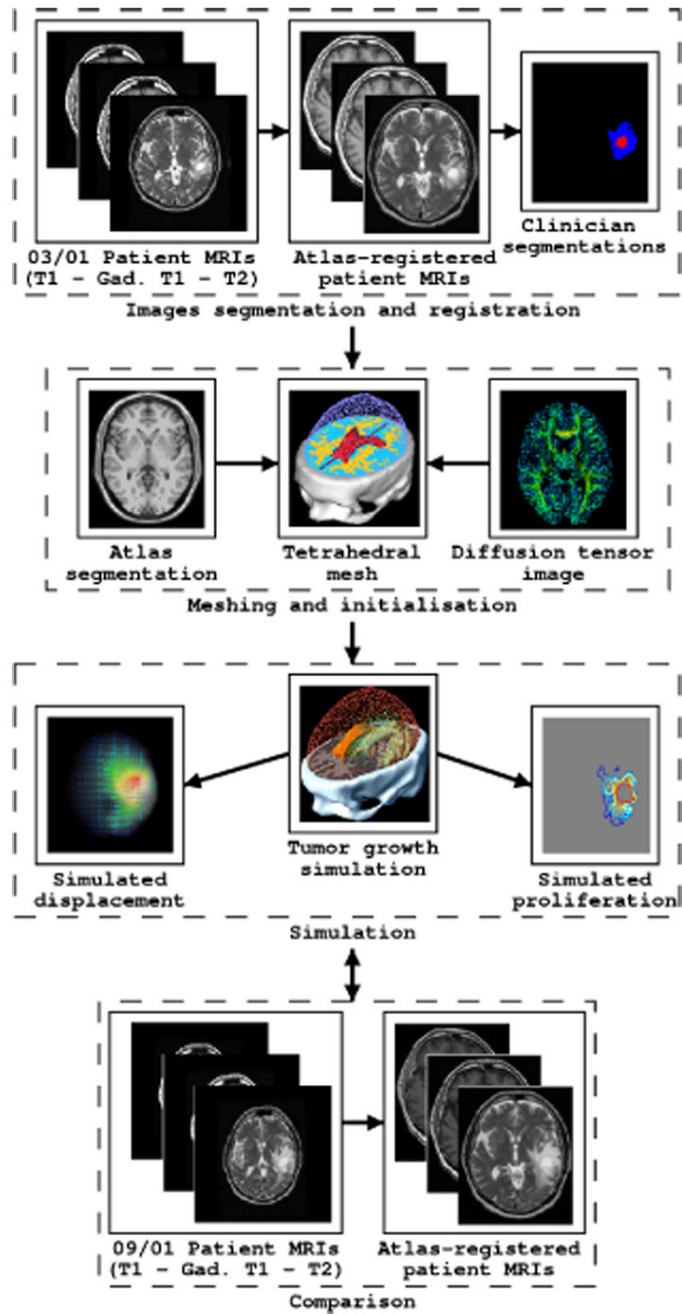 03/01 Patient MRIs
(T1 - Gad. T1 - T2)
Atlas-registered
patient MRIs
Clinician
segmentations
Images segmentation and registration
Atlas
segmentation
Tetrahedral
mesh
Diffusion tensor
image
Meshing and initialisation
Simulated
displacement
Tumor growth
simulation
Simulated
proliferation
Simulation
09/01 Patient MRIs
(T1 - Gad. T1 - T2)
Atlas-registered
patient MRIs
Comparison